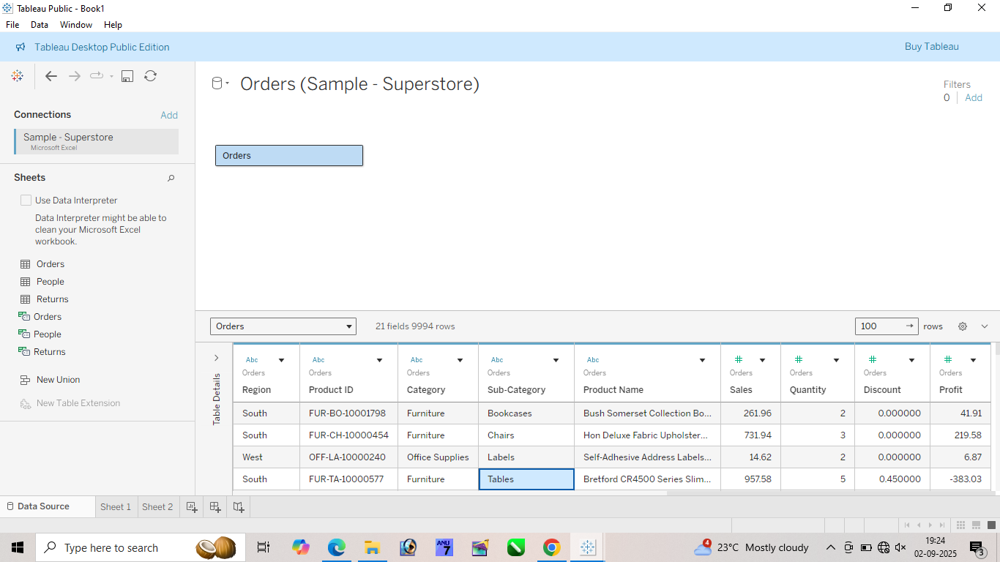 Tableau Public - Book1
File Data Window Help
Tableau Desktop Public Edition Buy Tableau
Orders (Sample - Superstore)
Filters
0 Add
Connections Add
Sample - Superstore
Microsoft Excel
Orders
Sheets
Use Data Interpreter
Data Interpreter might be able to
clean your Microsoft Excel
workbook.
Orders
People
Returns
Orders
People
Returns
New Union
New Table Extension
Orders 21 fields 9994 rows 100 rows
Table Details
Abc Abc Abc Abc Abc
Orders Orders Orders Orders Orders Orders Orders Orders Orders
Region Product ID Category Sub-Category Product Name Sales Quantity Discount Profit
South FUR-BO-10001798 Furniture Bookcases Bush Somerset Collection Bo... 261.96 2 0.000000 41.91
South FUR-CH-10000454 Furniture Chairs Hon Deluxe Fabric Upholster... 731.94 3 0.000000 219.58
West OFF-LA-10000240 Office Supplies Labels Self-Adhesive Address Labels... 14.62 2 0.000000 6.87
South FUR-TA-10000577 Furniture Tables Bretford CR4500 Series Slim... 957.58 5 0.450000 -383.03
Data Source Sheet 1 Sheet 2
Type here to search
ANU
7
4
23°C Mostly cloudy
19:24
02-09-2025
3